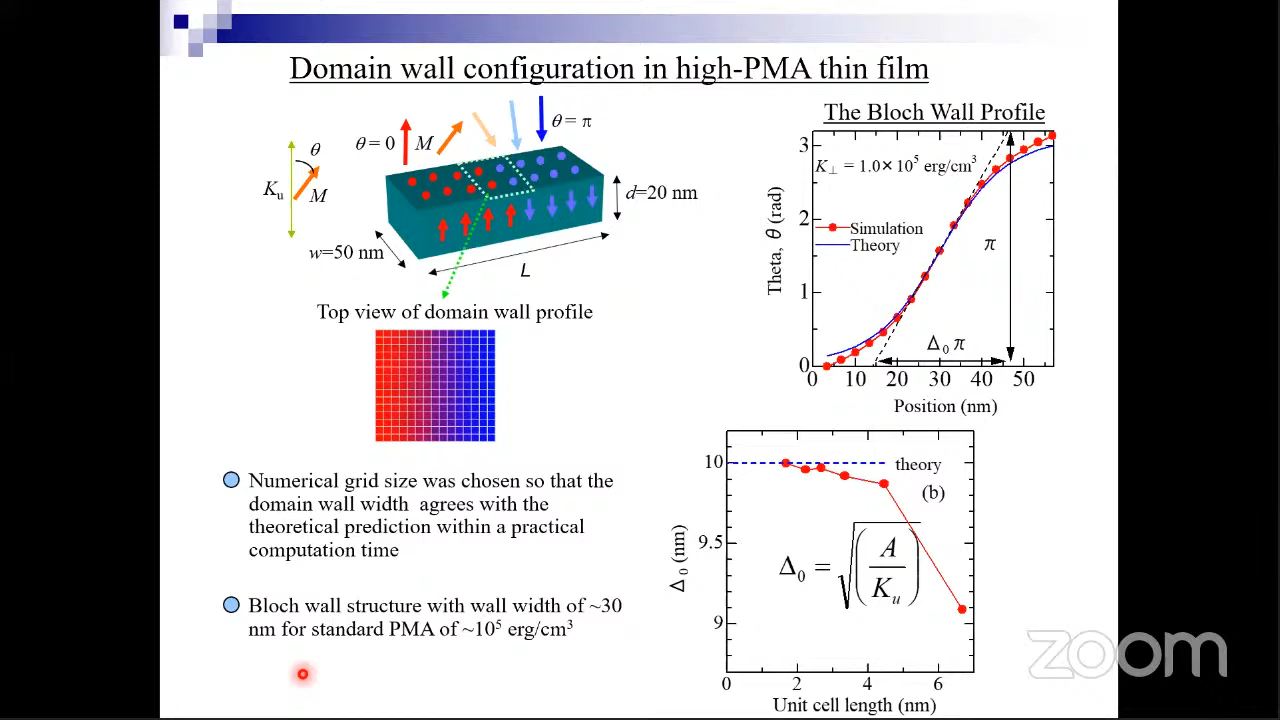 Domain wall configuration in high-PMA thin film
θ
Kᵤ
M
θ = 0
M
θ = π
d=20 nm
w=50 nm
L
Top view of domain wall profile
Numerical grid size was chosen so that the
domain wall width agrees with the
theoretical prediction within a practical
computation time
Bloch wall structure with wall width of ~30
nm for standard PMA of ~10⁵ erg/cm³
The Bloch Wall Profile
K⊥ = 1.0×10⁵ erg/cm³
Simulation
Theory
π
Δ₀ π
Theta, θ (rad)
3
2
1
0
0 10 20 30 40 50
Position (nm)
theory
(b)
Δ₀ = √(A/Kᵤ)
Δ₀ (nm)
10
9.5
9
0 2 4 6
Unit cell length (nm)
zoom